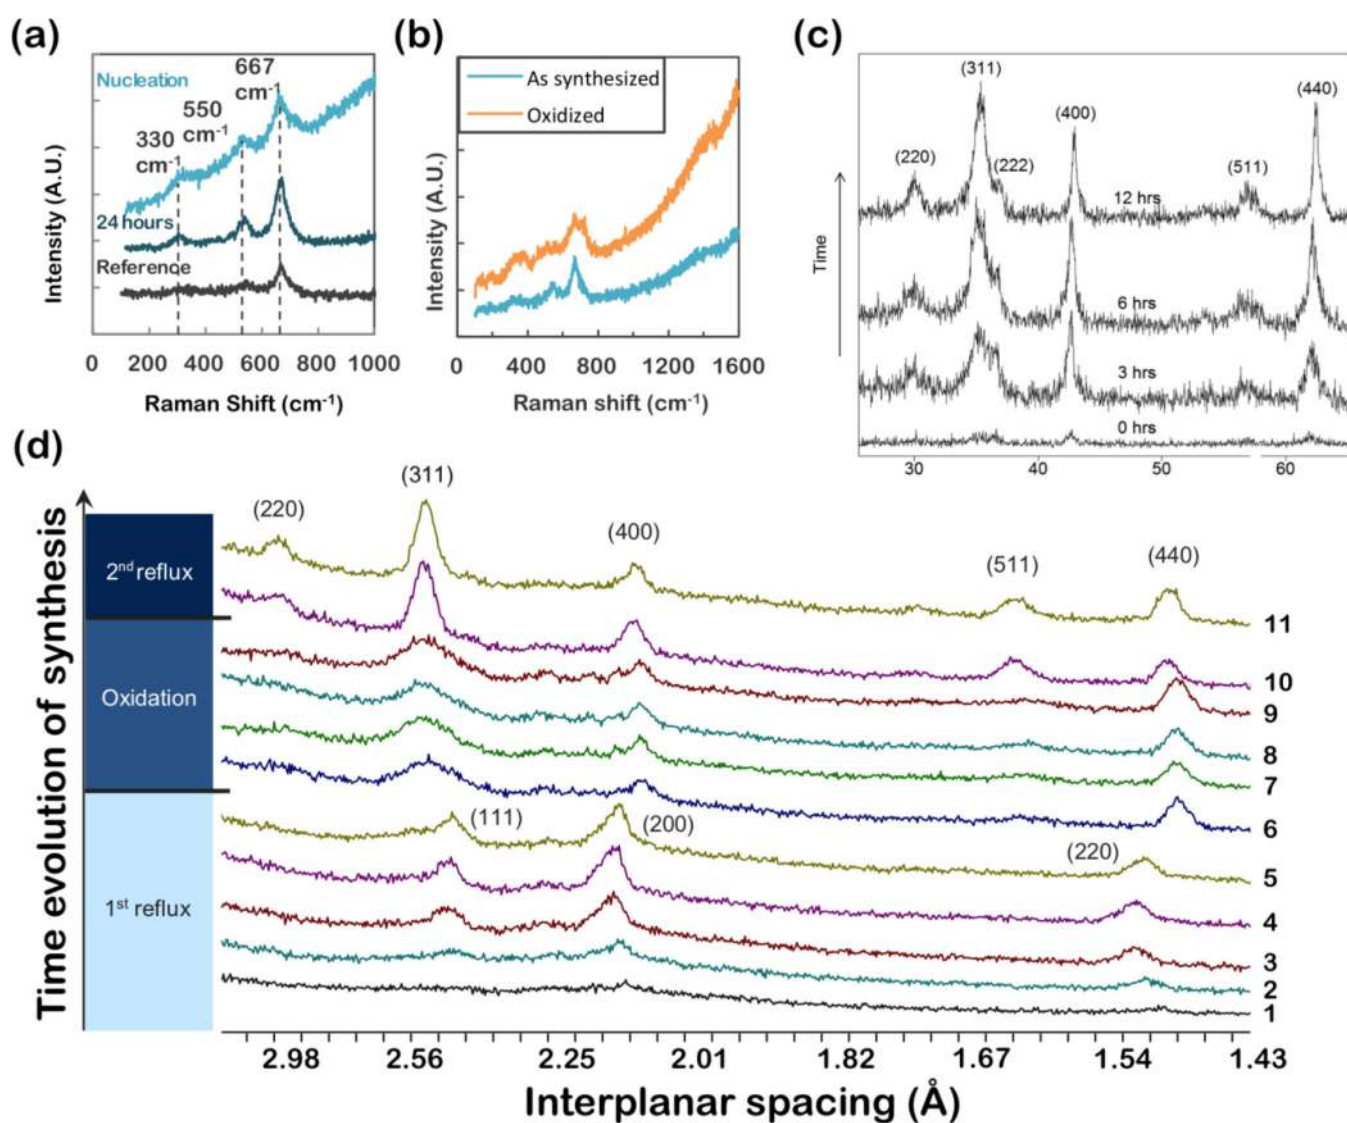 (a)
Nucleation
667
cm-1
550
cm-1
330
cm-1
24 hours
Reference
Intensity (A.U.)
0 200 400 600 800 1000
Raman Shift (cm-1)
(b)
As synthesized
Oxidized
Intensity (A.U.)
0 400 800 1200 1600
Raman shift (cm-1)
(c)
(311)
(440)
(400)
(220)
(222)
(511)
12 hrs
6 hrs
3 hrs
0 hrs
Time
30 40 50 60
(d)
Time evolution of synthesis
2nd reflux
Oxidation
1st reflux
(311)
(220)
(400)
(511)
(440)
(111)
(200)
(220)
11
10
9
8
7
6
5
4
3
2
1
2.98 2.56 2.25 2.01 1.82 1.67 1.54 1.43
Interplanar spacing (Å)